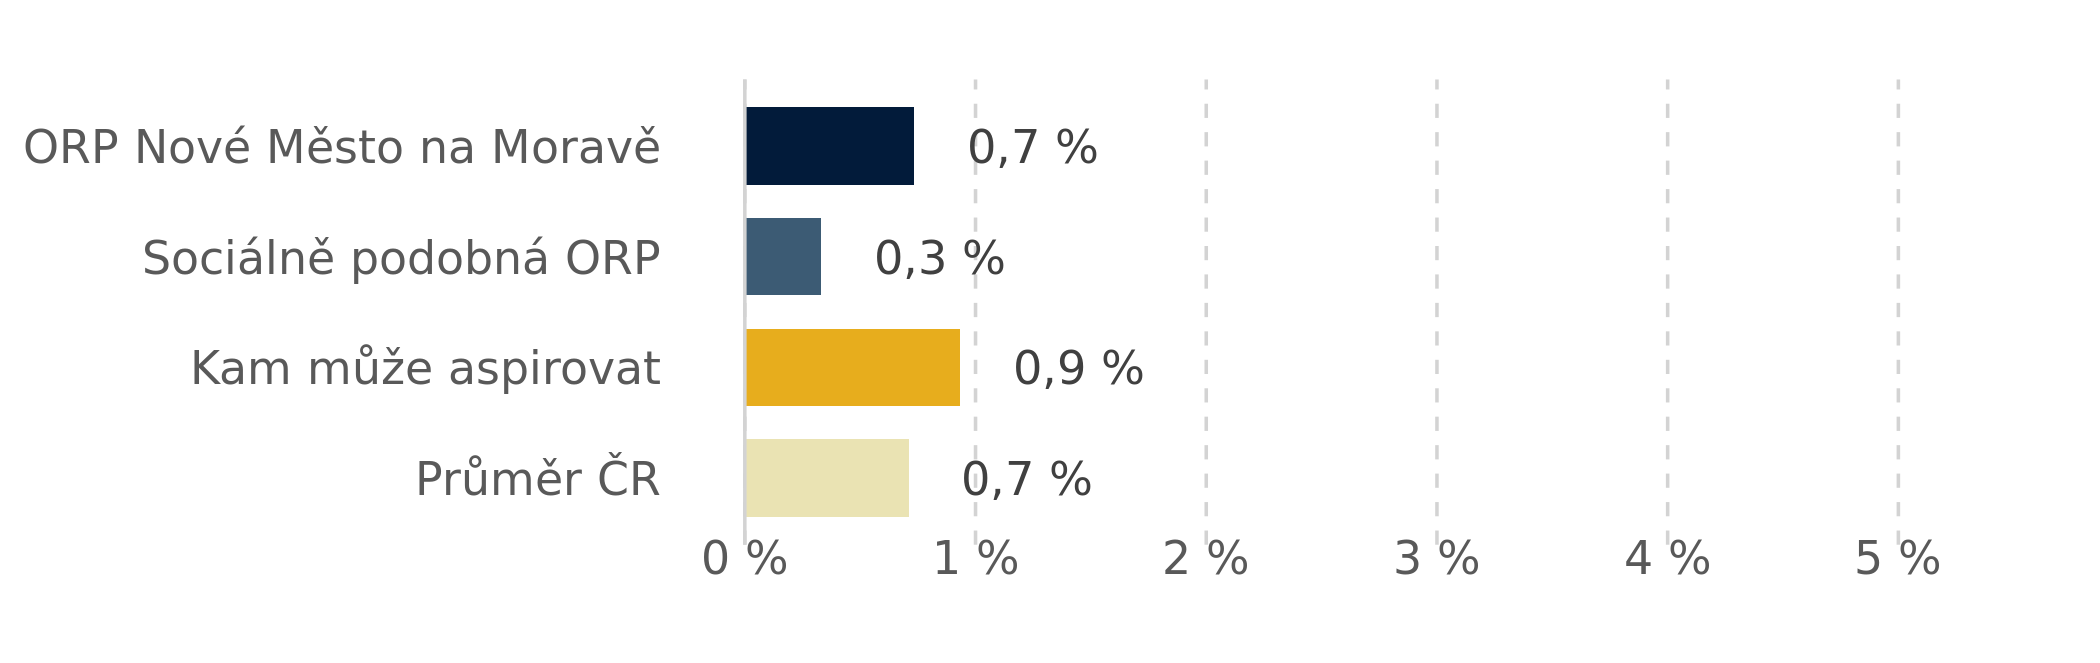 ORP Nové Město na Moravě 0,7 %
Sociálně podobná ORP 0,3 %
Kam může aspirovat 0,9 %
Průměr ČR 0,7 %
0 % 1 % 2 % 3 % 4 % 5 %